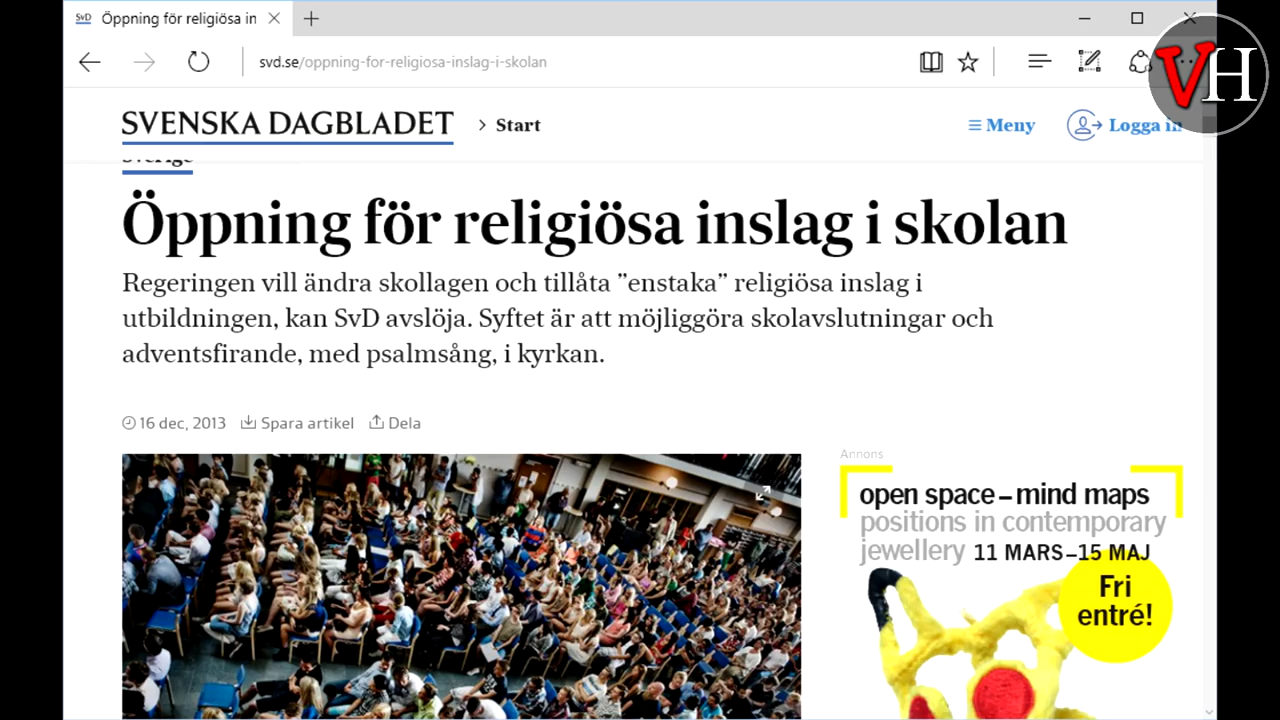 SvD Öppning för religiösa in
svd.se/oppning-for-religiosa-inslag-i-skolan
VH
SVENSKA DAGBLADET
Start
Meny
Logga in
Sverige
Öppning för religiösa inslag i skolan
Regeringen vill ändra skollagen och tillåta ”enstaka” religiösa inslag i
utbildningen, kan SvD avslöja. Syftet är att möjliggöra skolavslutningar och
adventsfirande, med psalmsång, i kyrkan.
16 dec, 2013 Spara artikel Dela
Annons
open space – mind maps
positions in contemporary
jewellery 11 MARS–15 MAJ
Fri
entré!